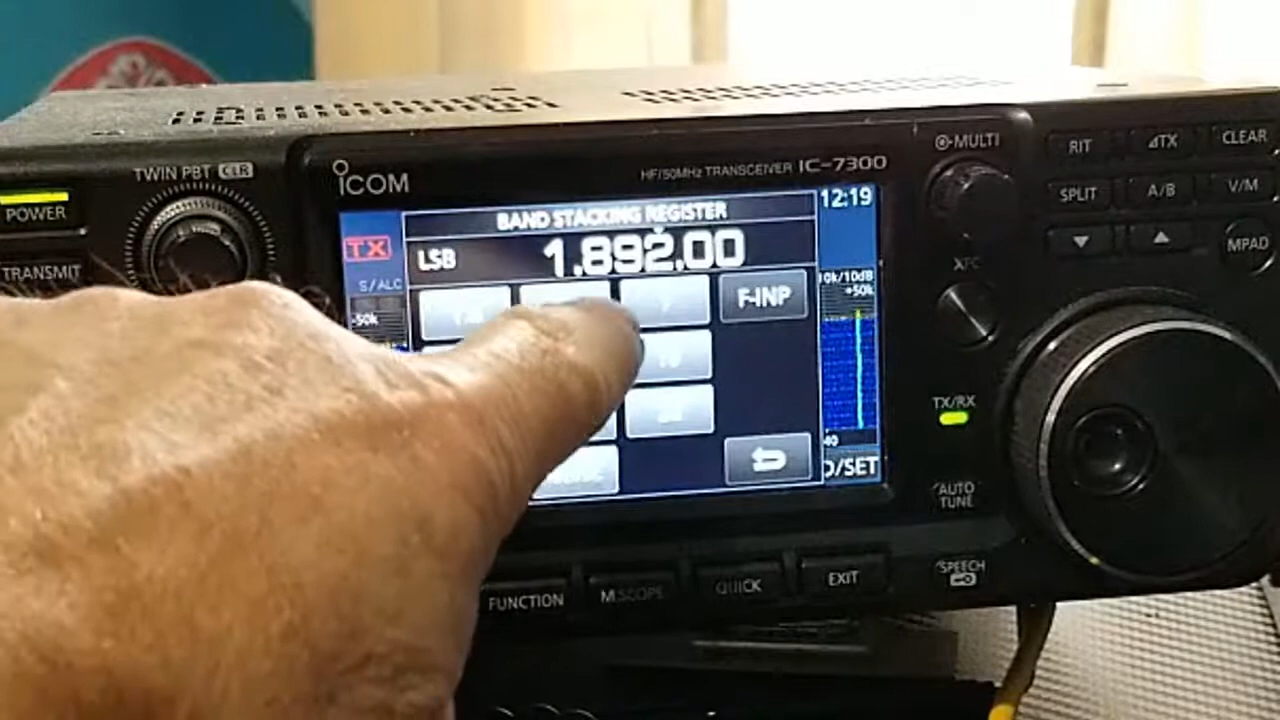 TWIN PBT CLR
POWER
TRANSMIT
ICOM
HF/50MHz TRANSCEIVER IC-7300
BAND STACKING REGISTER
12:19
TX
LSB
1.892.00
S/ALC
-50k
F-INP
10k/10dB
+50k
40
D/SET
FUNCTION
M.SCOPE
QUICK
EXIT
MULTI
RIT
⊿TX
CLEAR
SPLIT
A/B
V/M
▼
▲
MPAD
XFC
TX/RX
AUTO
TUNE
SPEECH